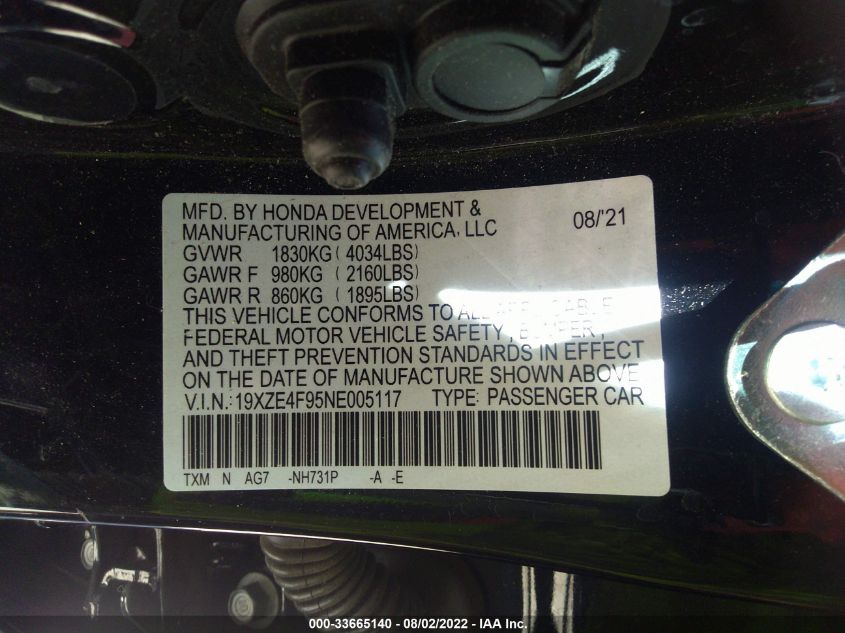 MFD. BY HONDA DEVELOPMENT &
MANUFACTURING OF AMERICA, LLC 08/'21
GVWR 1830KG ( 4034LBS)
GAWR F 980KG ( 2160LBS)
GAWR R 860KG ( 1895LBS)
THIS VEHICLE CONFORMS TO ALL APPLICABLE
FEDERAL MOTOR VEHICLE SAFETY, BUMPER,
AND THEFT PREVENTION STANDARDS IN EFFECT
ON THE DATE OF MANUFACTURE SHOWN ABOVE
V.I.N.: 19XZE4F95NE005117 TYPE: PASSENGER CAR
TXM N AG7 -NH731P -A -E
000-33665140 - 08/02/2022 - IAA Inc.